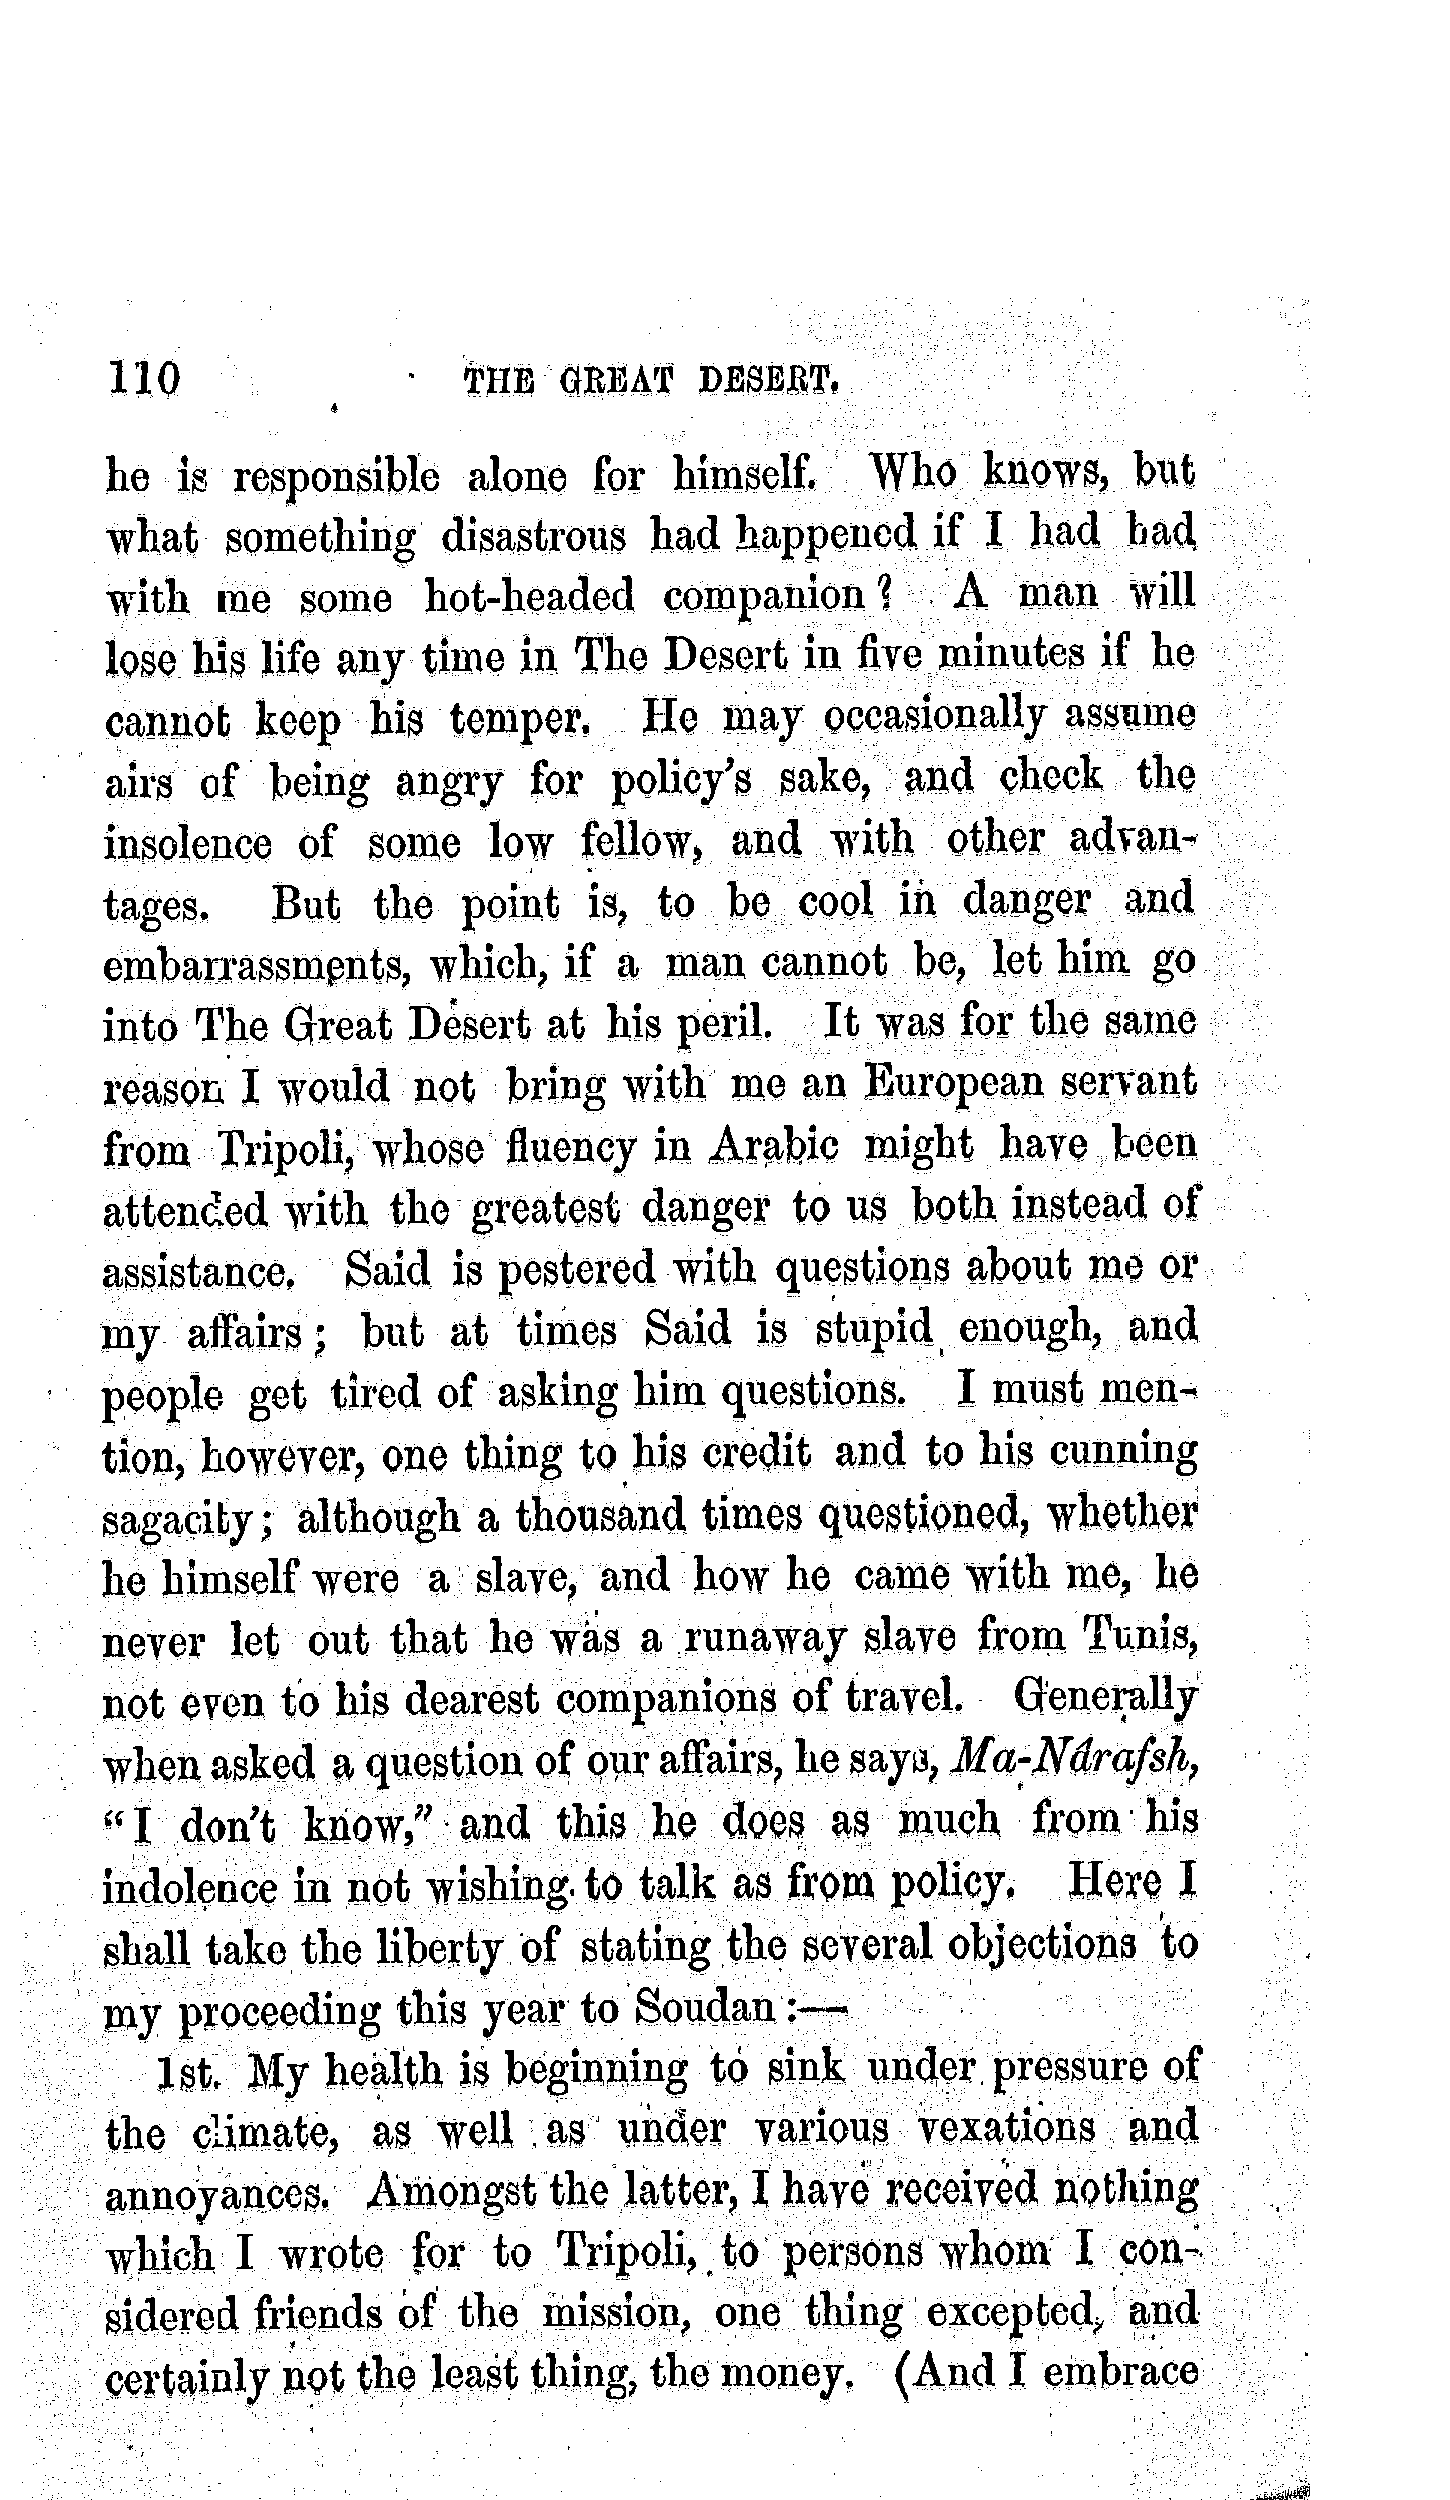 110 THE GREAT DESERT.
he is responsible alone for himself. Who knows, but
what something disastrous had happened if I had had
with me some hot-headed companion? A man will
lose his life any time in The Desert in five minutes if he
cannot keep his temper. He may occasionally assume
airs of being angry for policy's sake, and check the
insolence of some low fellow, and with other advan-
tages. But the point is, to be cool in danger and
embarrassments, which, if a man cannot be, let him go
into The Great Desert at his peril. It was for the same
reason I would not bring with me an European servant
from Tripoli, whose fluency in Arabic might have been
attended with the greatest danger to us both instead of
assistance. Said is pestered with questions about me or
my affairs; but at times Said is stupid enough, and
people get tired of asking him questions. I must men-
tion, however, one thing to his credit and to his cunning
sagacity; although a thousand times questioned, whether
he himself were a slave, and how he came with me, he
never let out that he was a runaway slave from Tunis,
not even to his dearest companions of travel. Generally
when asked a question of our affairs, he says, Ma-Ndrafsh,
"I don't know," and this he does as much from his
indolence in not wishing to talk as from policy. Here I
shall take the liberty of stating the several objections to
my proceeding this year to Soudan:—
1st. My health is beginning to sink under pressure of
the climate, as well as under various vexations and
annoyances. Amongst the latter, I have received nothing
which I wrote for to Tripoli, to persons whom I con-
sidered friends of the mission, one thing excepted, and
certainly not the least thing, the money. (And I embrace